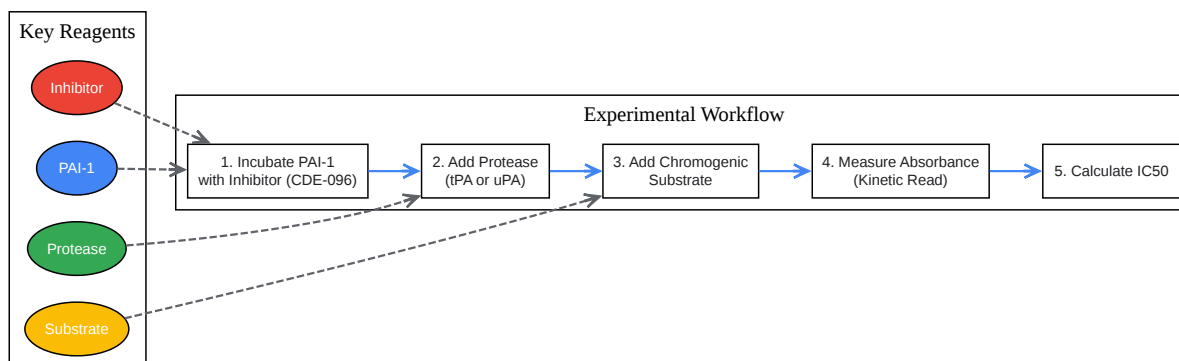 Key Reagents
Inhibitor
PAI-1
Protease
Substrate
Experimental Workflow
1. Incubate PAI-1
with Inhibitor (CDE-096)
2. Add Protease
(tPA or uPA)
3. Add Chromogenic
Substrate
4. Measure Absorbance
(Kinetic Read)
5. Calculate IC50